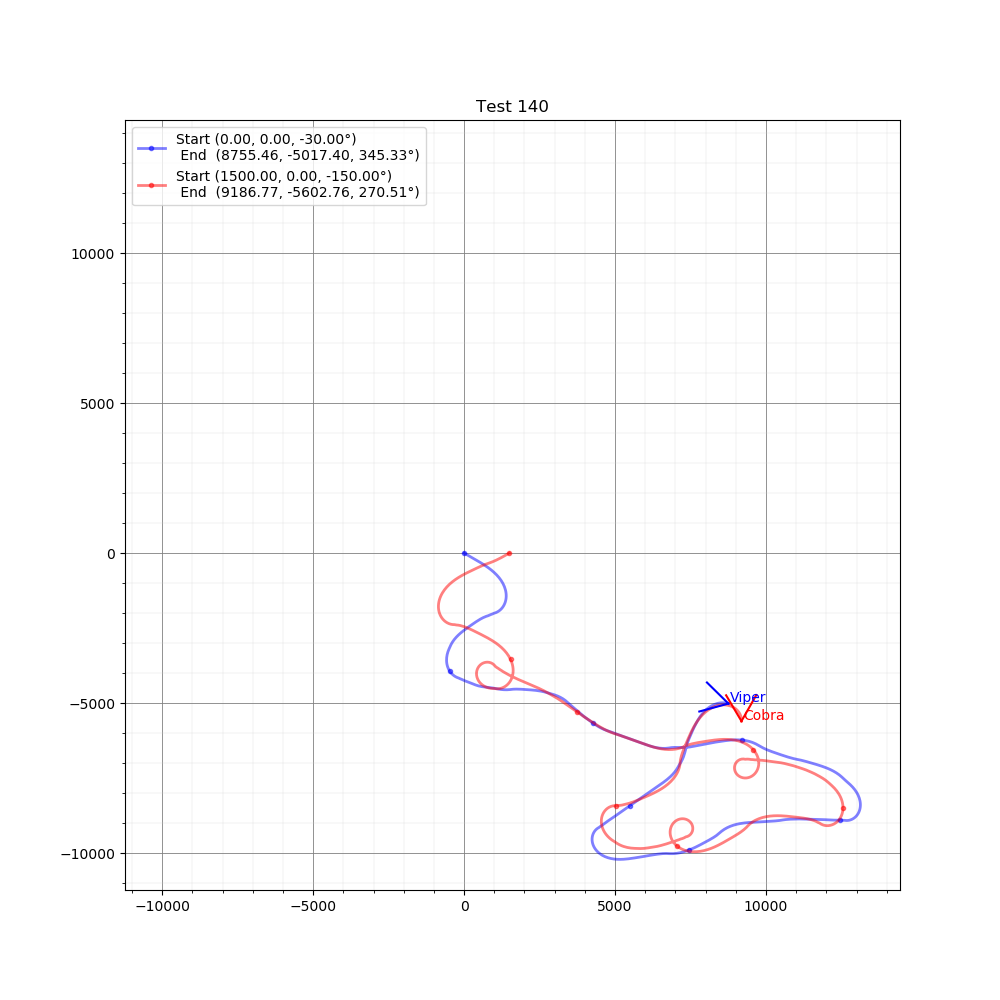 Test 140
Start (0.00, 0.00, -30.00°)
End  (8755.46, -5017.40, 345.33°)
Start (1500.00, 0.00, -150.00°)
End  (9186.77, -5602.76, 270.51°)
10000
5000
0
−5000
−10000
Viper
Cobra
−10000
−5000
0
5000
10000